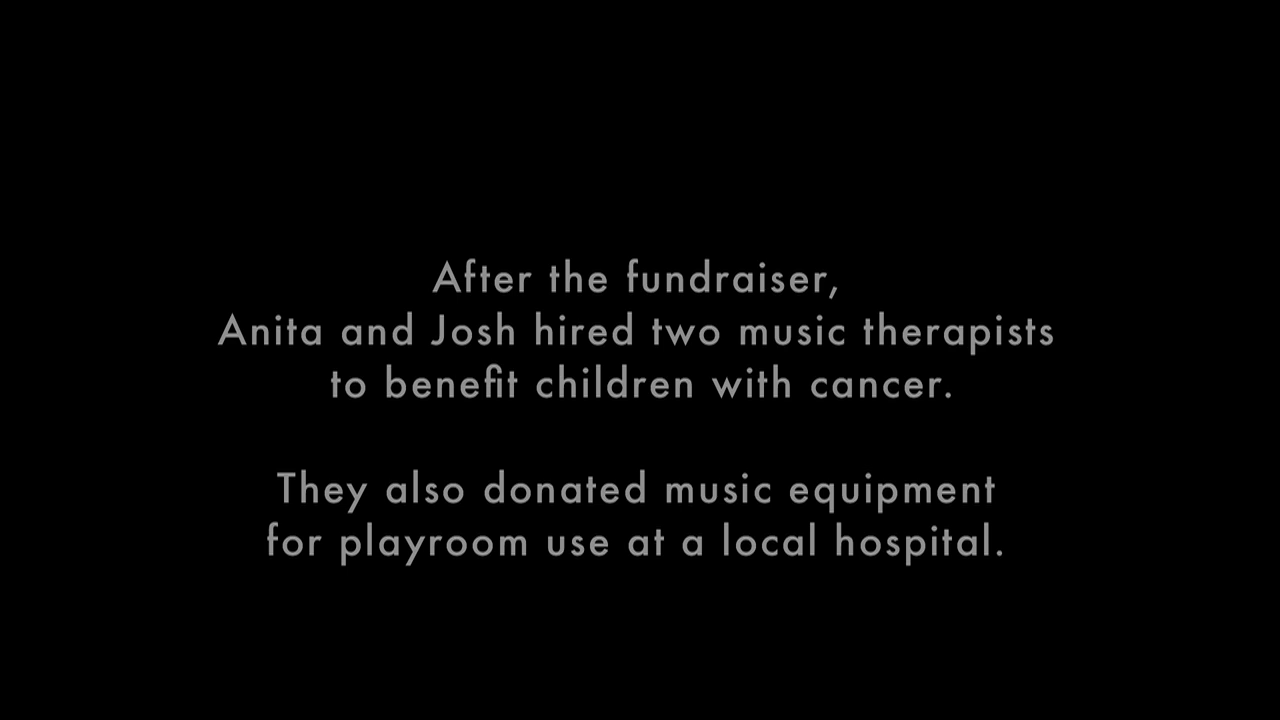 After the fundraiser,
Anita and Josh hired two music therapists
to benefit children with cancer.
They also donated music equipment
for playroom use at a local hospital.